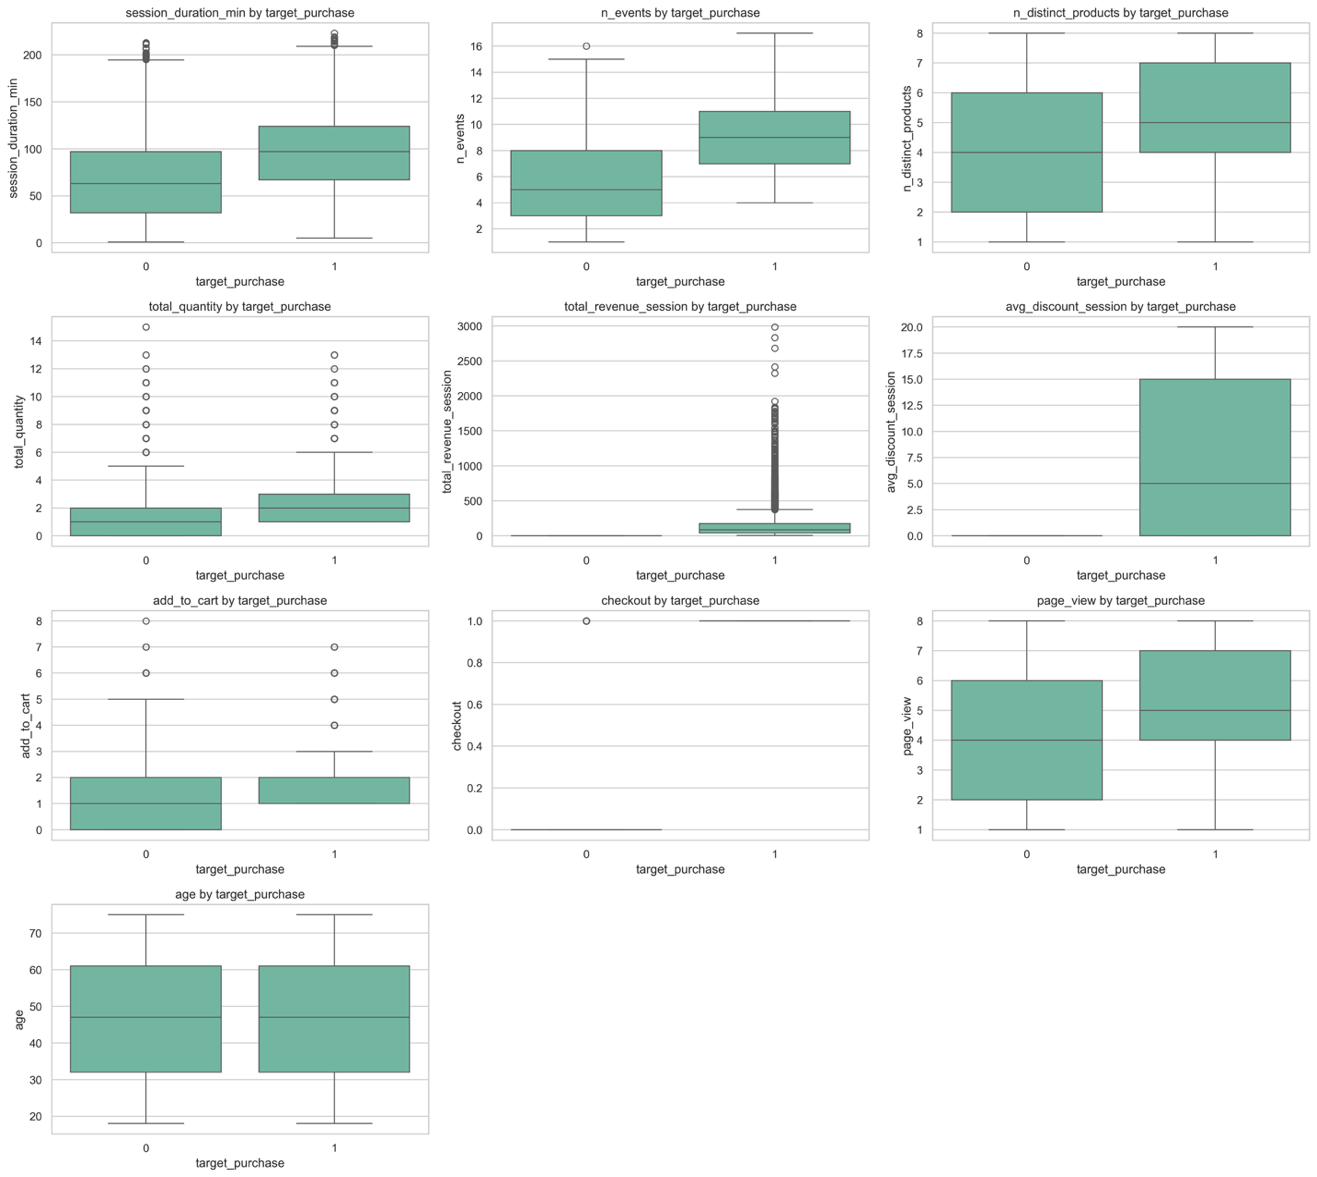 session_duration_min by target_purchase
session_duration_min
200
150
100
50
0
0 1
target_purchase
n_events by target_purchase
n_events
16
14
12
10
8
6
4
2
0 1
target_purchase
n_distinct_products by target_purchase
n_distinct_products
8
7
6
5
4
3
2
1
0 1
target_purchase
total_quantity by target_purchase
total_quantity
14
12
10
8
6
4
2
0
0 1
target_purchase
total_revenue_session by target_purchase
total_revenue_session
3000
2500
2000
1500
1000
500
0
0 1
target_purchase
avg_discount_session by target_purchase
avg_discount_session
20.0
17.5
15.0
12.5
10.0
7.5
5.0
2.5
0.0
0 1
target_purchase
add_to_cart by target_purchase
add_to_cart
8
7
6
5
4
3
2
1
0
0 1
target_purchase
checkout by target_purchase
checkout
1.0
0.8
0.6
0.4
0.2
0.0
0 1
target_purchase
page_view by target_purchase
page_view
8
7
6
5
4
3
2
1
0 1
target_purchase
age by target_purchase
age
70
60
50
40
30
20
0 1
target_purchase